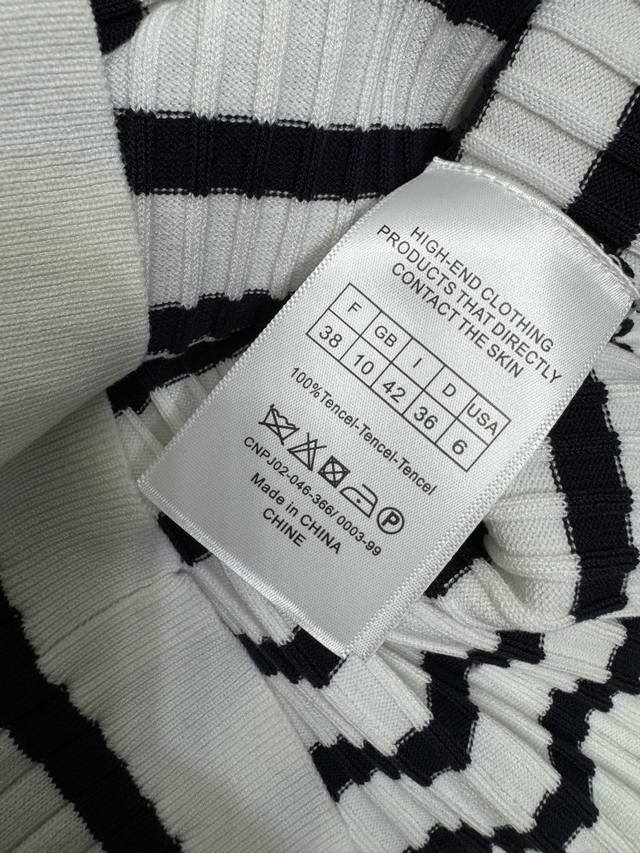 HIGH-END CLOTHING
PRODUCTS THAT DIRECTLY
CONTACT THE SKIN
F GB I D USA
38 10 42 36 6
100%Tencel-Tencel-Tencel
P
CNPJ02-046-366/0003-99
Made in CHINA
CHINE